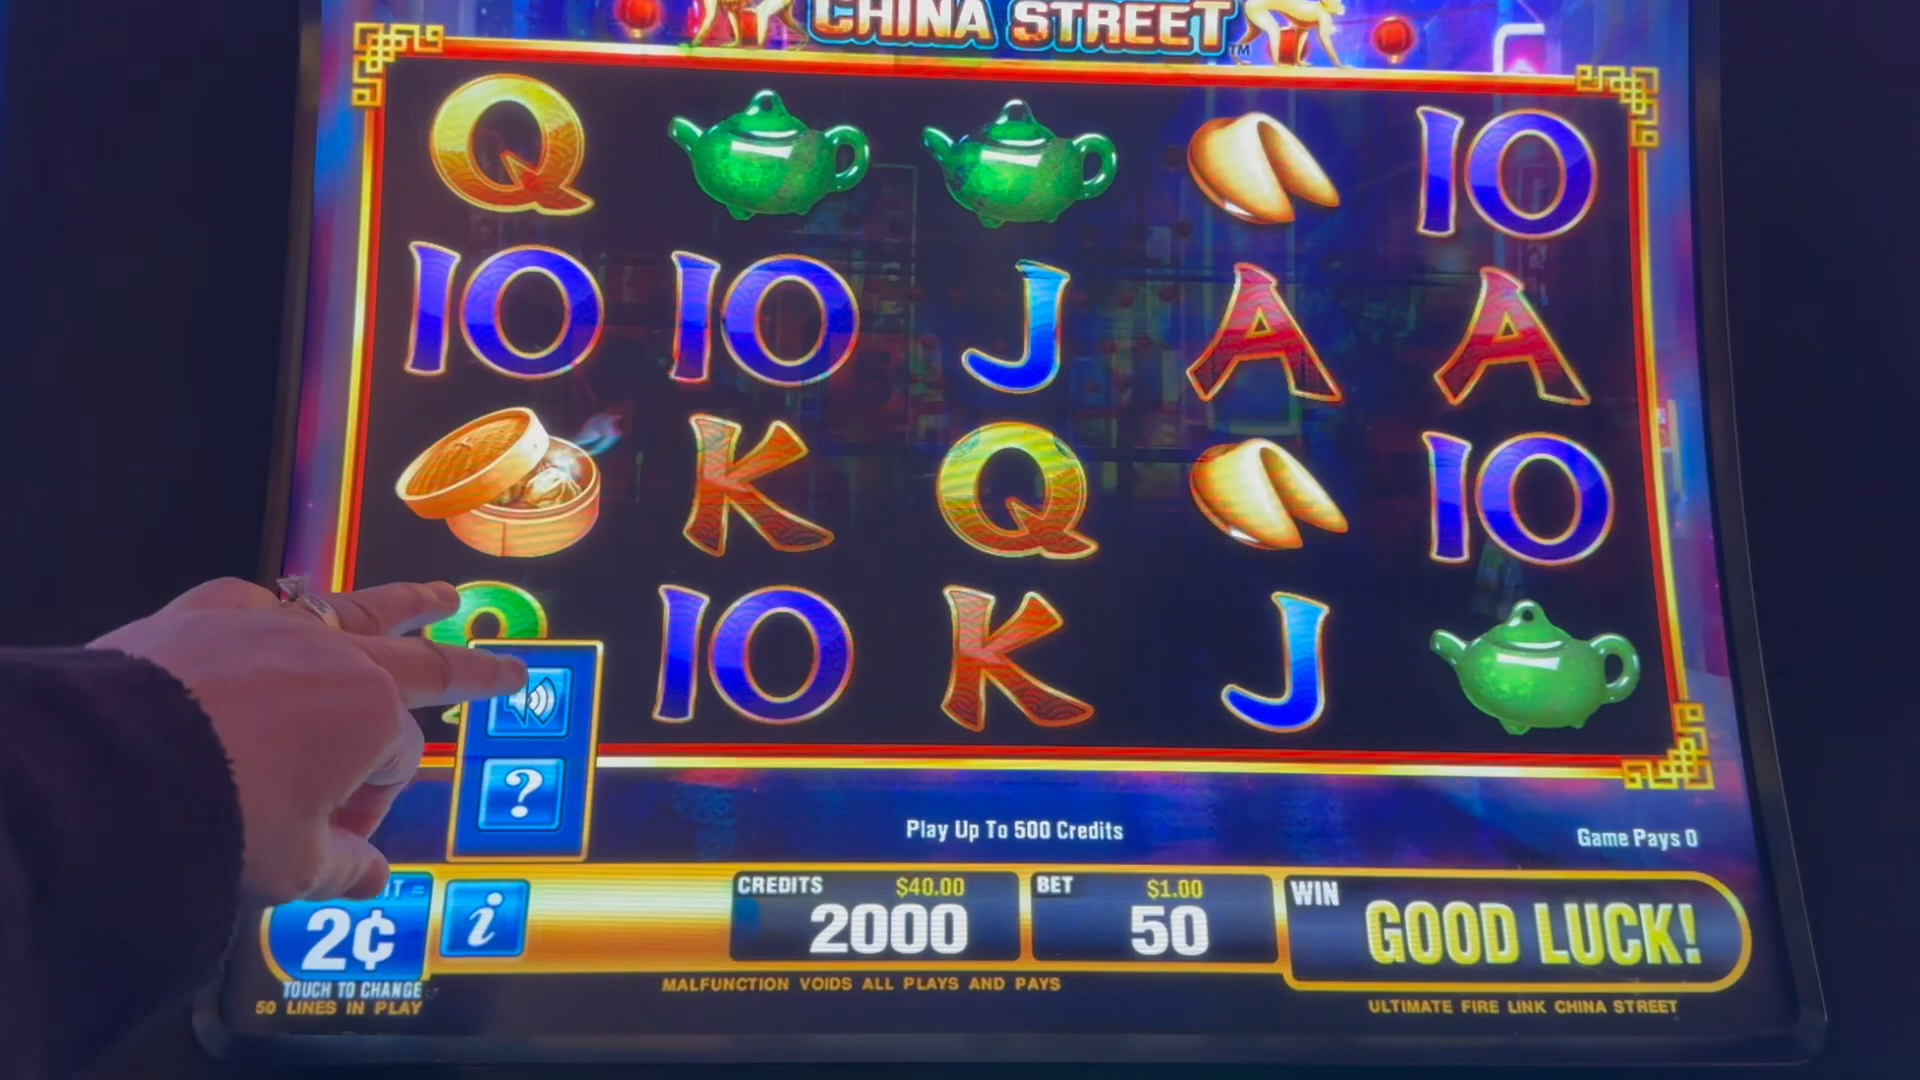 CHINA STREET™
Q 10
10 10 J A A
K Q 10
10 K J
?
Play Up To 500 Credits
Game Pays 0
CREDITS $40.00
2000
BET $1.00
50
WIN GOOD LUCK!
IT =
2¢
i
TOUCH TO CHANGE
50 LINES IN PLAY
MALFUNCTION VOIDS ALL PLAYS AND PAYS
ULTIMATE FIRE LINK CHINA STREET